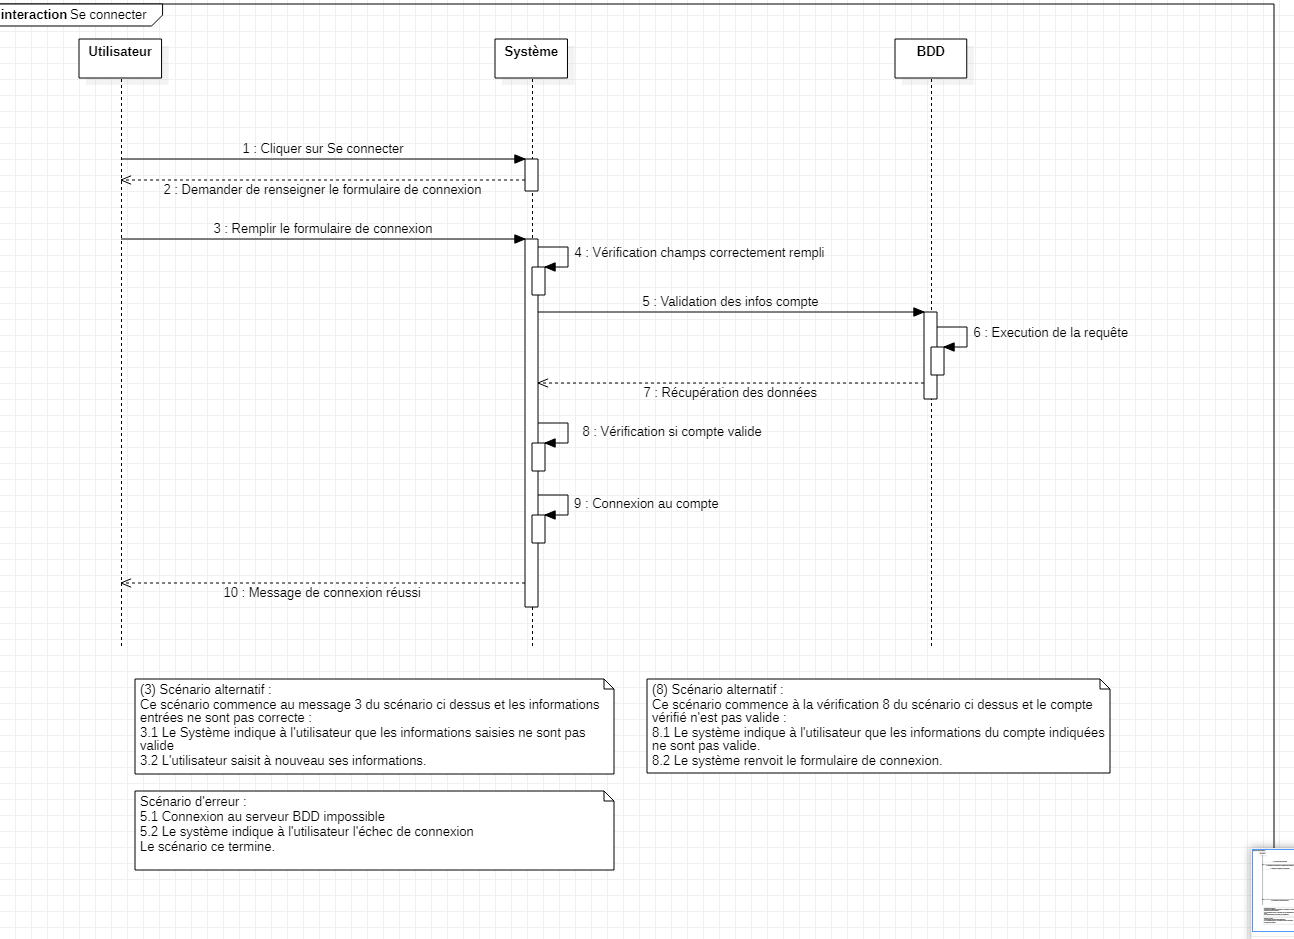 interaction Se connecter
Utilisateur
Système
BDD
1 : Cliquer sur Se connecter
2 : Demander de renseigner le formulaire de connexion
3 : Remplir le formulaire de connexion
4 : Vérification champs correctement rempli
5 : Validation des infos compte
6 : Execution de la requête
7 : Récupération des données
8 : Vérification si compte valide
9 : Connexion au compte
10 : Message de connexion réussi
(3) Scénario alternatif :
Ce scénario commence au message 3 du scénario ci dessus et les informations
entrées ne sont pas correcte :
3.1 Le Système indique à l'utilisateur que les informations saisies ne sont pas
valide
3.2 L'utilisateur saisit à nouveau ses informations.
(8) Scénario alternatif :
Ce scénario commence à la vérification 8 du scénario ci dessus et le compte
vérifié n'est pas valide :
8.1 Le système indique à l'utilisateur que les informations du compte indiquées
ne sont pas valide.
8.2 Le système renvoit le formulaire de connexion.
Scénario d'erreur :
5.1 Connexion au serveur BDD impossible
5.2 Le système indique à l'utilisateur l'échec de connexion
Le scénario ce termine.